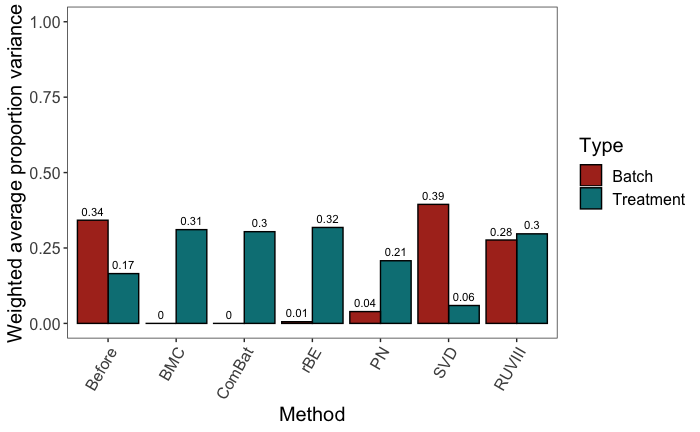 Weighted average proportion variance
1.00
0.75
0.50
0.25
0.00
0.34
0.17
0
0.31
0
0.3
0.01
0.32
0.04
0.21
0.39
0.06
0.28
0.3
Before
BMC
ComBat
rBE
PN
SVD
RUVIII
Method
Type
Batch
Treatment